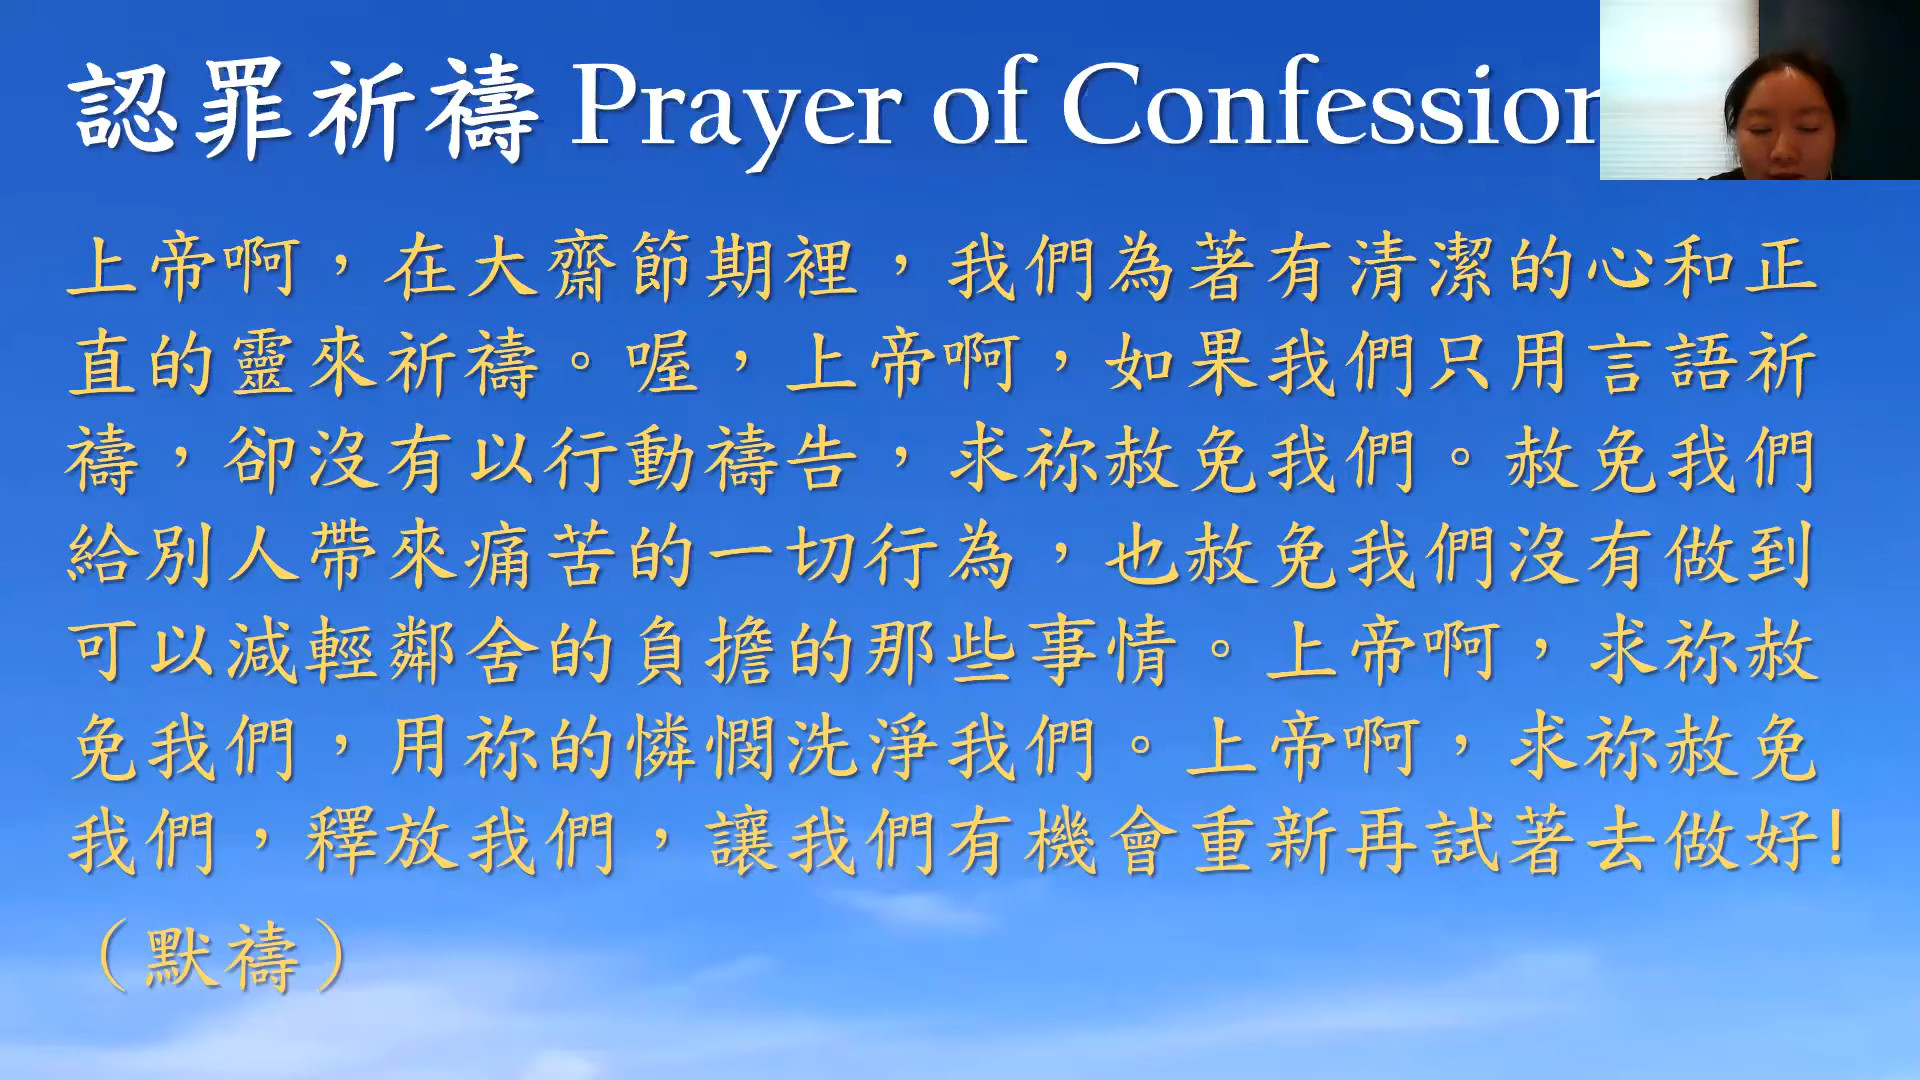 認罪祈禱 Prayer of Confession
上帝啊，在大齋節期裡，我們為著有清潔的心和正
直的靈來祈禱。喔，上帝啊，如果我們只用言語祈
禱，卻沒有以行動禱告，求祢赦免我們。赦免我們
給別人帶來痛苦的一切行為，也赦免我們沒有做到
可以減輕鄰舍的負擔的那些事情。上帝啊，求祢赦
免我們，用祢的憐憫洗淨我們。上帝啊，求祢赦免
我們，釋放我們，讓我們有機會重新再試著去做好!
（默禱）